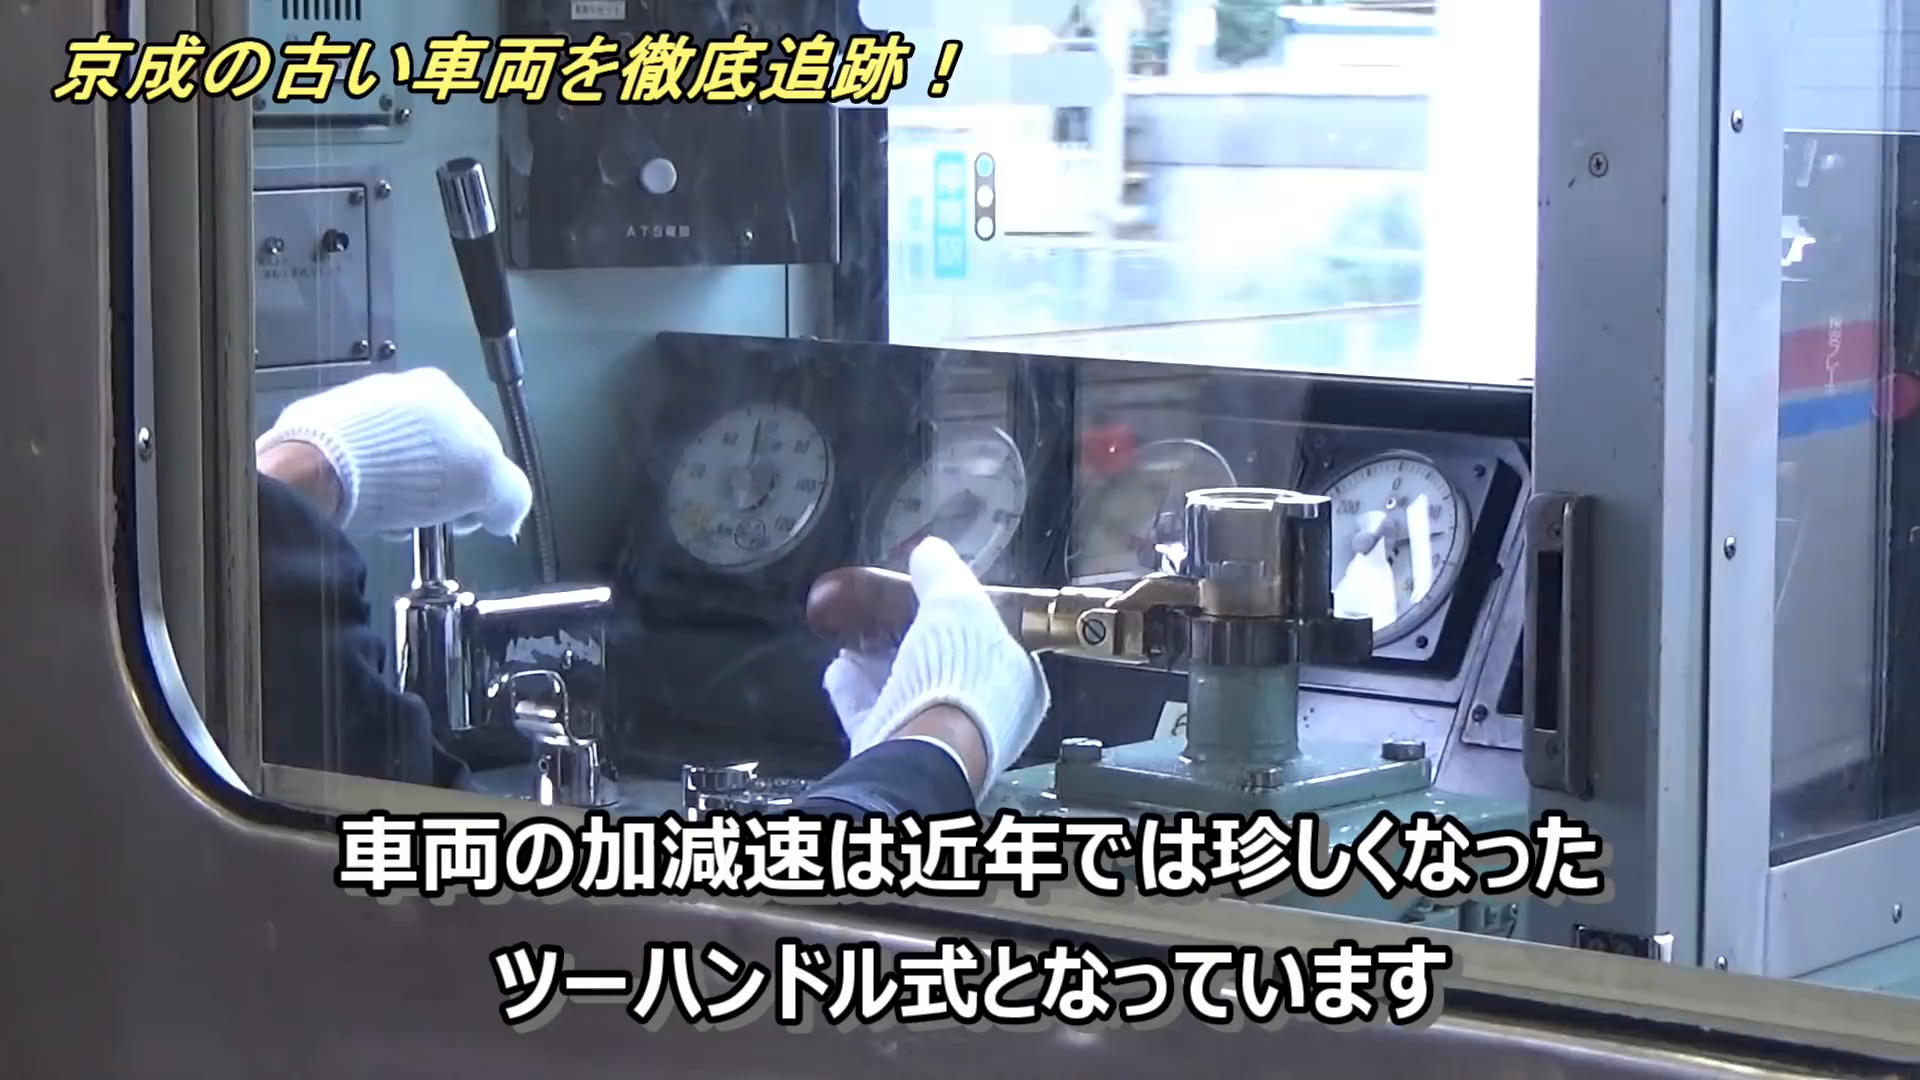 京成の古い車両を徹底追跡！
車両の加減速は近年では珍しくなった
ツーハンドル式となっています